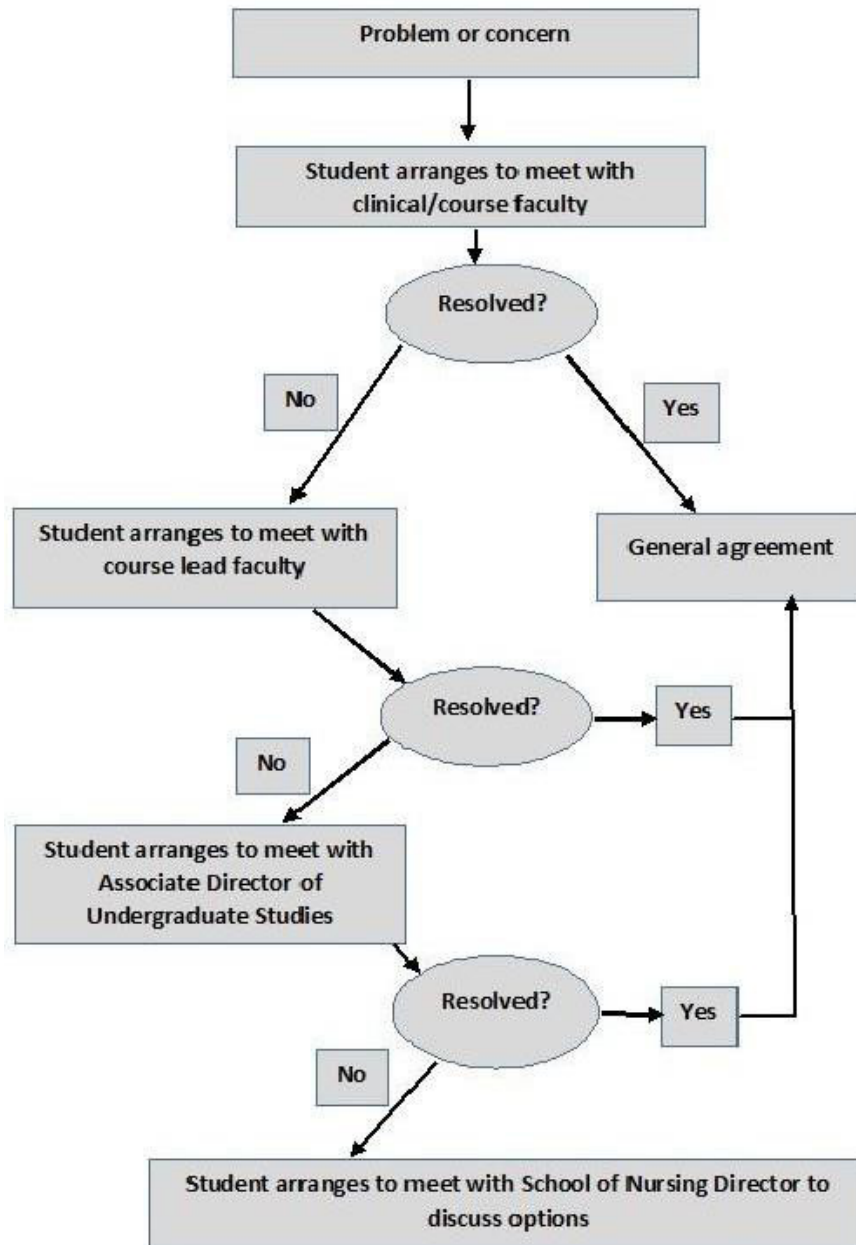 Problem or concern
Student arranges to meet with
clinical/course faculty
Resolved?
No
Yes
Student arranges to meet with
course lead faculty
General agreement
Resolved?
Yes
No
Student arranges to meet with
Associate Director of
Undergraduate Studies
Resolved?
Yes
No
Student arranges to meet with School of Nursing Director to
discuss options